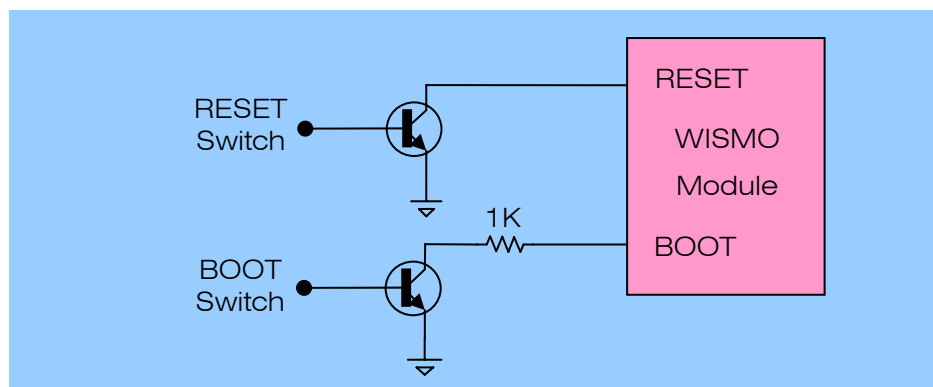 RESET
RESET
Switch
WISMO
Module
1K
BOOT
BOOT
Switch